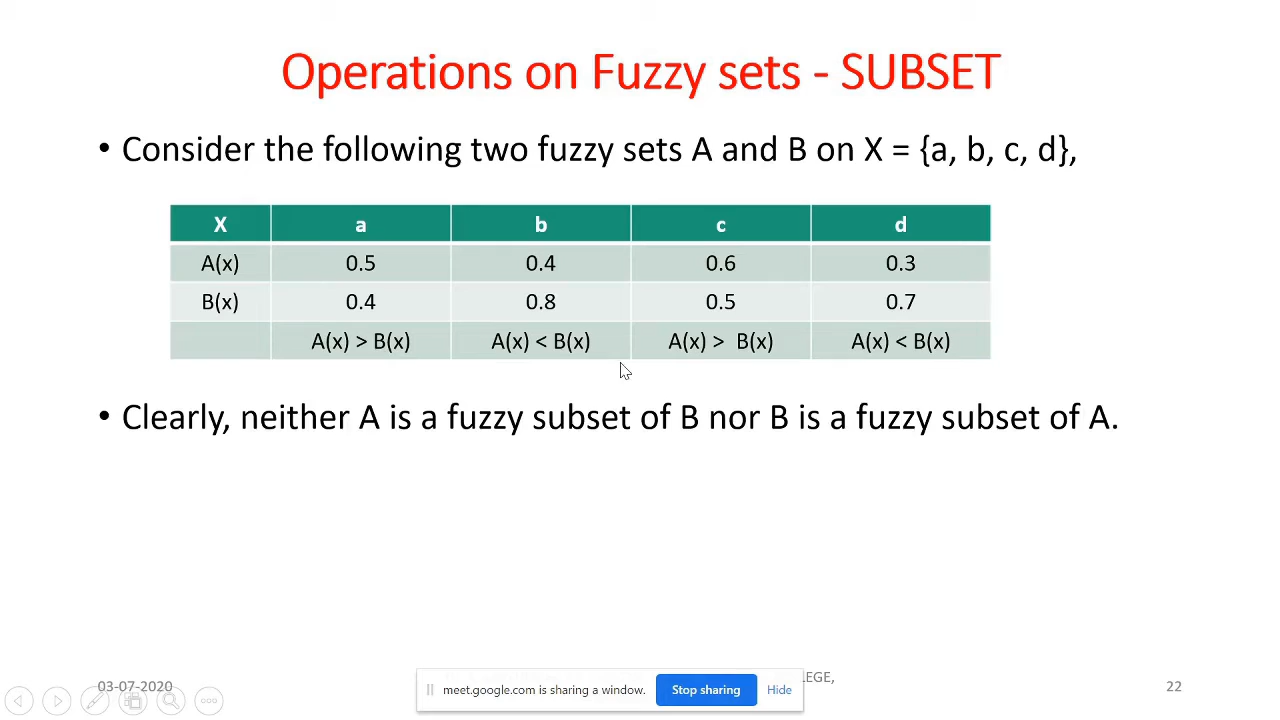 Operations on Fuzzy sets - SUBSET
• Consider the following two fuzzy sets A and B on X = {a, b, c, d},
X a b c d
A(x) 0.5 0.4 0.6 0.3
B(x) 0.4 0.8 0.5 0.7
A(x) > B(x) A(x) < B(x) A(x) > B(x) A(x) < B(x)
• Clearly, neither A is a fuzzy subset of B nor B is a fuzzy subset of A.
03-07-2020
meet.google.com is sharing a window. Stop sharing Hide
22